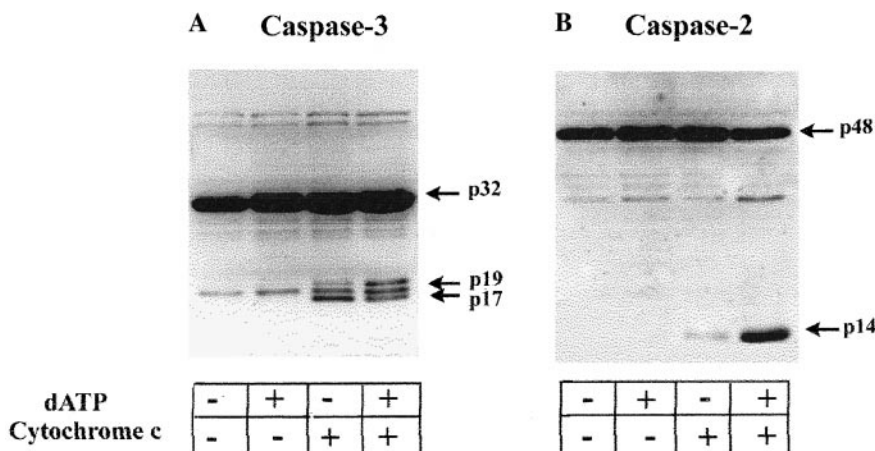 A Caspase-3
B Caspase-2
p48
p32
p19
p17
p14
dATP - + - + - + - +
Cytochrome c - - + + - - + +